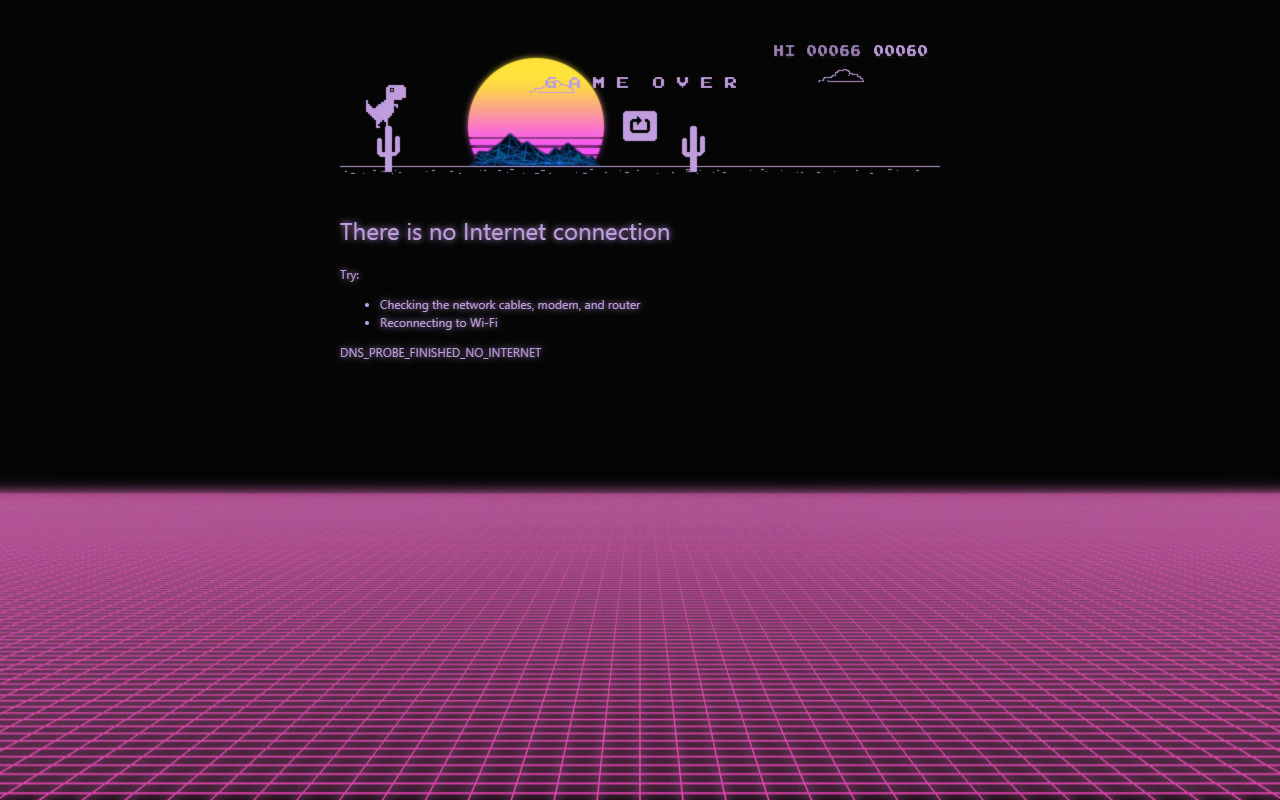 HI 00066 00060
GAME OVER
There is no Internet connection
Try:
Checking the network cables, modem, and router
Reconnecting to Wi-Fi
DNS_PROBE_FINISHED_NO_INTERNET